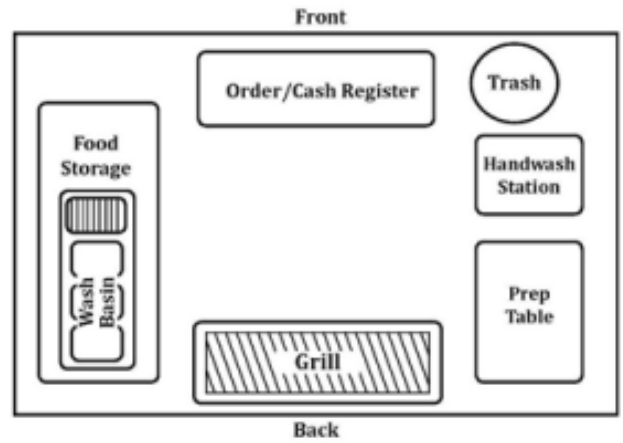 Front
Order/Cash Register
Trash
Food
Storage
Handwash
Station
Wash
Basin
Prep
Table
Grill
Back